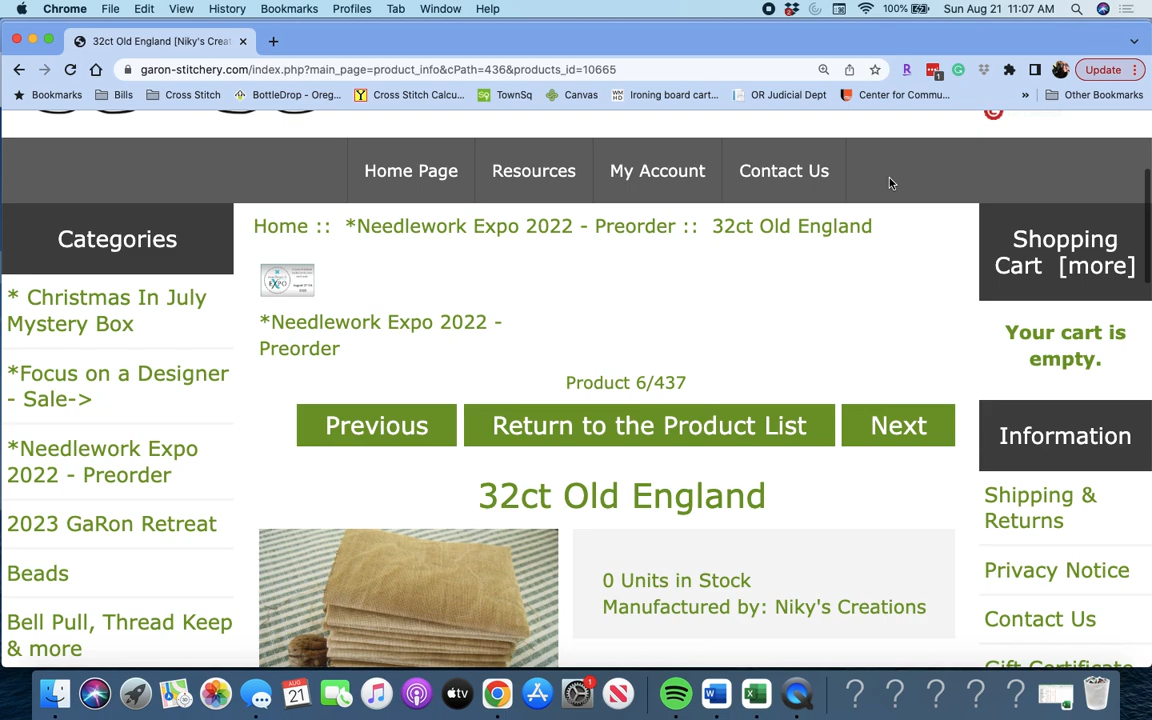 Chrome File Edit View History Bookmarks Profiles Tab Window Help 100% Sun Aug 21 11:07 AM
32ct Old England [Niky's Crea
garon-stitchery.com/index.php?main_page=product_info&cPath=436&products_id=10665 Update
Bookmarks Bills Cross Stitch BottleDrop - Oreg... Cross Stitch Calcu... TownSq Canvas Ironing board cart... OR Judicial Dept Center for Commu... » Other Bookmarks
Home Page Resources My Account Contact Us
Categories
* Christmas In July
Mystery Box
*Focus on a Designer
- Sale->
*Needlework Expo
2022 - Preorder
2023 GaRon Retreat
Beads
Bell Pull, Thread Keep
& more
Home :: *Needlework Expo 2022 - Preorder :: 32ct Old England
EXPO
*Needlework Expo 2022 -
Preorder
Product 6/437
Previous Return to the Product List Next
32ct Old England
0 Units in Stock
Manufactured by: Niky's Creations
Shopping
Cart [more]
Your cart is
empty.
Information
Shipping &
Returns
Privacy Notice
Contact Us
Gift Certificate
AUG
21
tv
1